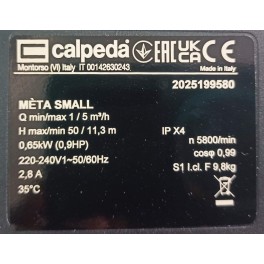 calpeda EAC UK CA CE
Montorso (VI) Italy IT 00142630243
Made in Italy
2025199580
MÈTA SMALL
Q min/max 1 / 5 m³/h
H max/min 50 / 11,3 m IP X4
0,65kW (0,9HP) n 5800/min
220-240V1~50/60Hz cosφ 0,99
2,8 A S1 I.cl. F 9,8kg
35°C